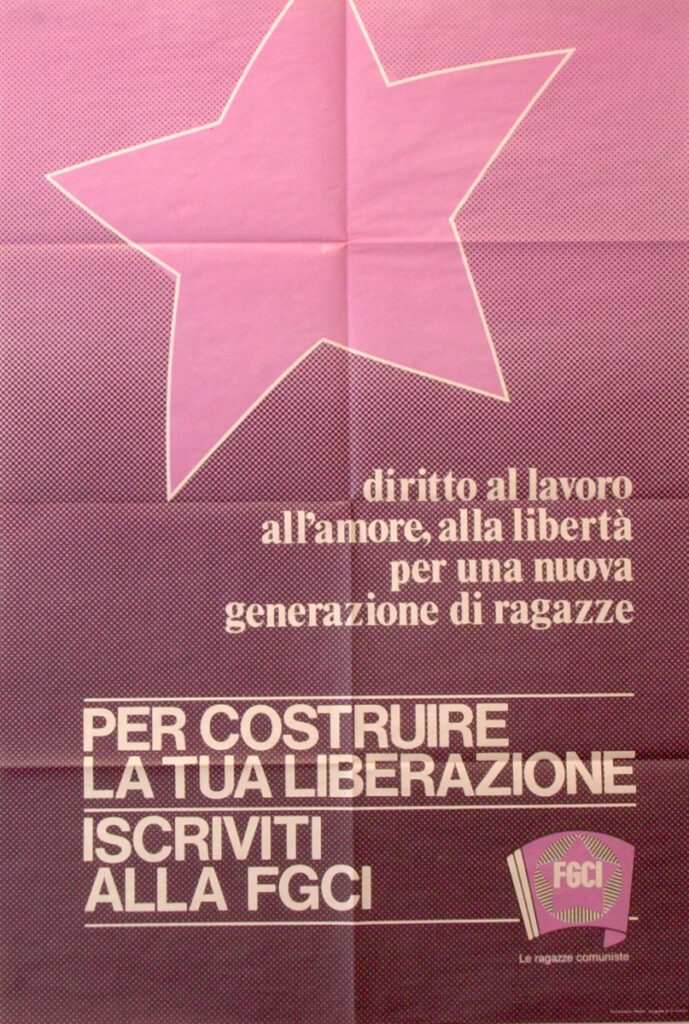 diritto al lavoro
all'amore, alla libertà
per una nuova
generazione di ragazze
PER COSTRUIRE
LA TUA LIBERAZIONE
ISCRIVITI
ALLA FGCI
FGCI
Le ragazze comuniste